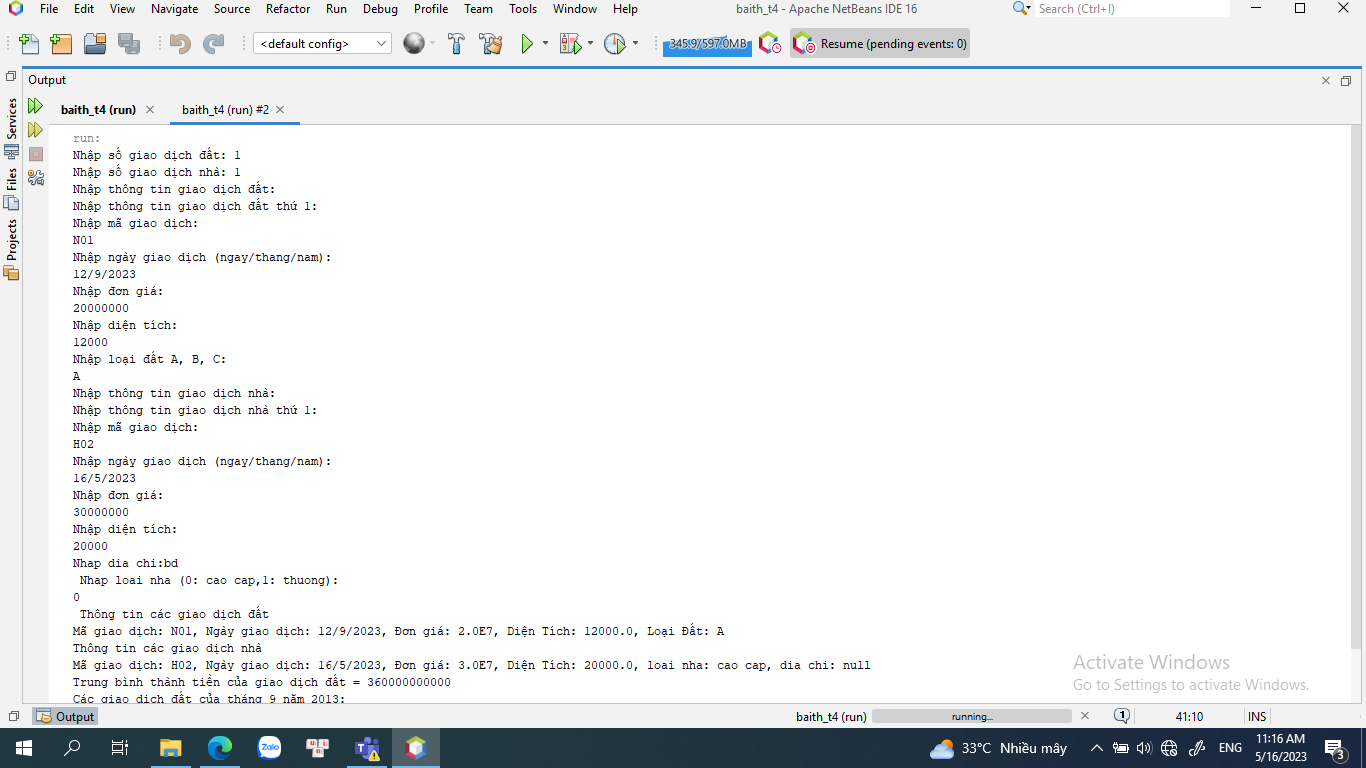 File Edit View Navigate Source Refactor Run Debug Profile Team Tools Window Help
baith_t4 - Apache NetBeans IDE 16
Search (Ctrl+I)
<default config>
345.9/597.0MB
Resume (pending events: 0)
Output
Services
Files
Projects
baith_t4 (run)
baith_t4 (run) #2
run:
Nhập số giao dịch đất: 1
Nhập số giao dịch nhà: 1
Nhập thông tin giao dịch đất:
Nhập thông tin giao dịch đất thứ 1:
Nhập mã giao dịch:
N01
Nhập ngày giao dịch (ngay/thang/nam):
12/9/2023
Nhập đơn giá:
20000000
Nhập diện tích:
12000
Nhập loại đất A, B, C:
A
Nhập thông tin giao dịch nhà:
Nhập thông tin giao dịch nhà thứ 1:
Nhập mã giao dịch:
H02
Nhập ngày giao dịch (ngay/thang/nam):
16/5/2023
Nhập đơn giá:
30000000
Nhập diện tích:
20000
Nhap dia chi:bd
Nhap loai nha (0: cao cap,1: thuong):
0
Thông tin các giao dịch đất
Mã giao dịch: N01, Ngày giao dịch: 12/9/2023, Đơn giá: 2.0E7, Diện Tích: 12000.0, Loại Đất: A
Thông tin các giao dịch nhà
Mã giao dịch: H02, Ngày giao dịch: 16/5/2023, Đơn giá: 3.0E7, Diện Tích: 20000.0, loai nha: cao cap, dia chi: null
Trung bình thành tiền của giao dịch đất = 360000000000
Các giao dịch đất của tháng 9 năm 2013:
Activate Windows
Go to Settings to activate Windows.
Output
baith_t4 (run)
running...
1
41:10
INS
Zalo
33°C Nhiều mây
ENG
11:16 AM
5/16/2023
3